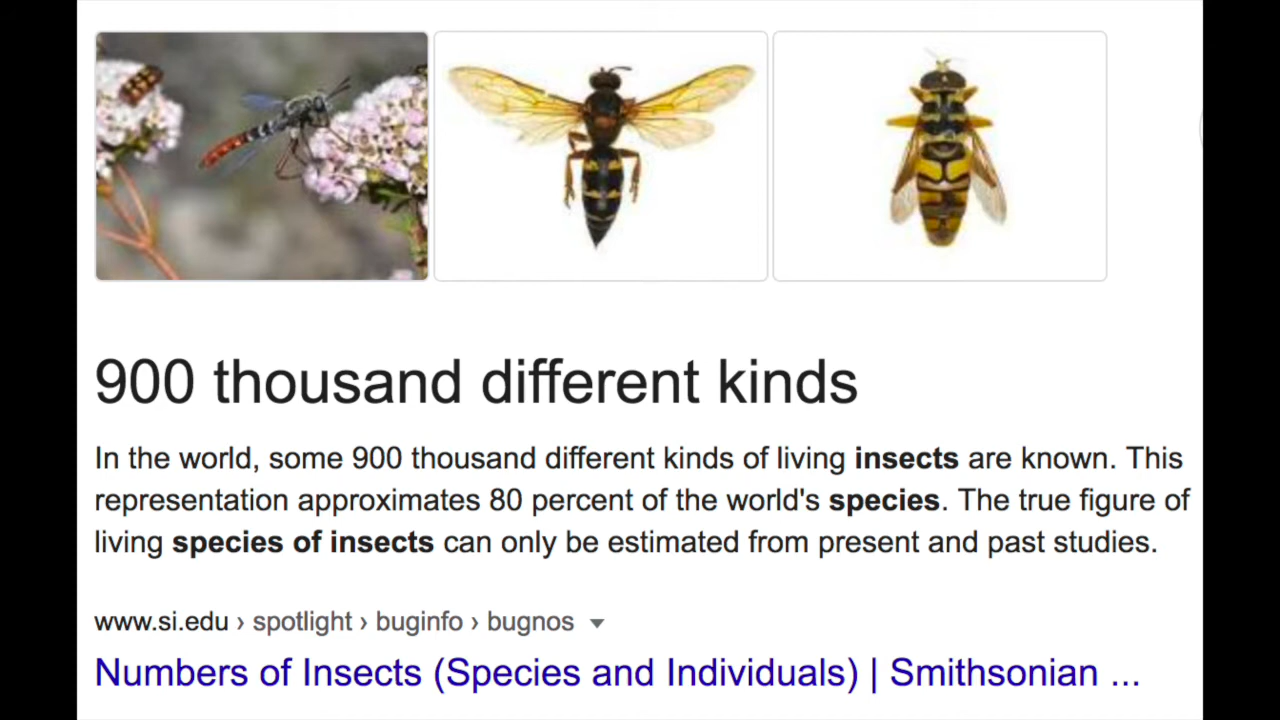 900 thousand different kinds
In the world, some 900 thousand different kinds of living insects are known. This
representation approximates 80 percent of the world's species. The true figure of
living species of insects can only be estimated from present and past studies.
www.si.edu › spotlight › buginfo › bugnos
Numbers of Insects (Species and Individuals) | Smithsonian ...